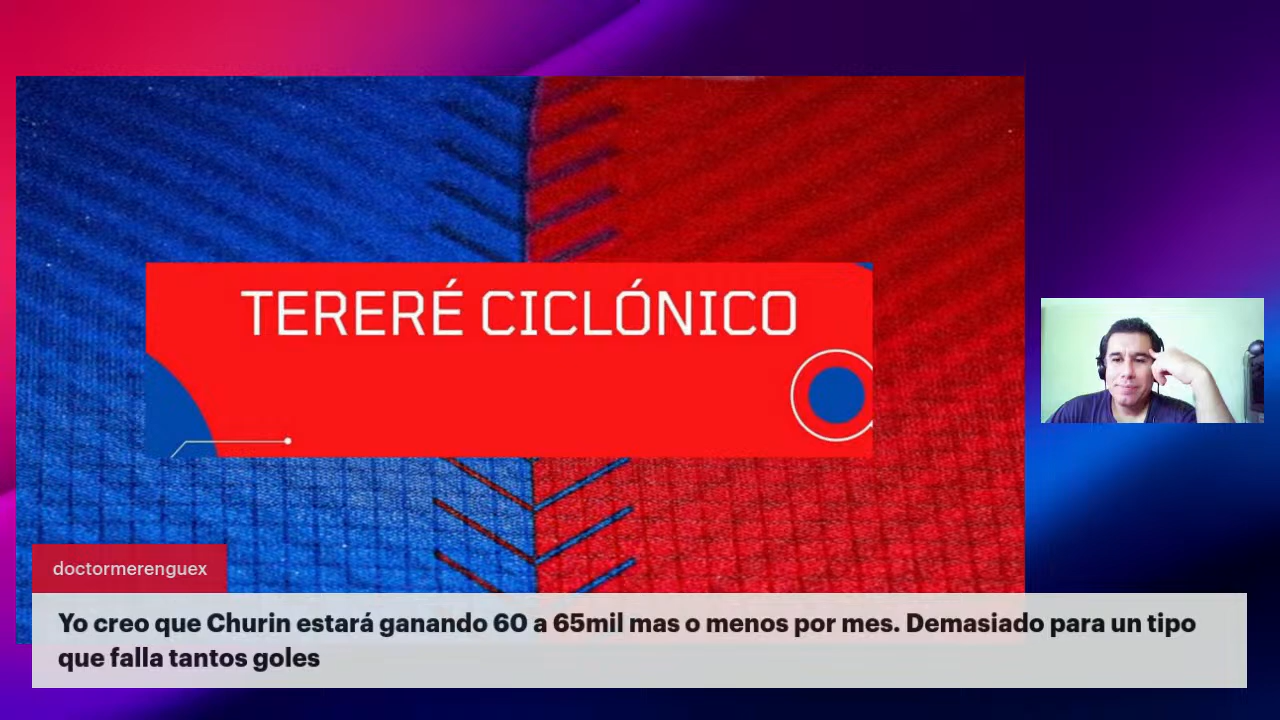 TERERÉ CICLÓNICO
doctormerenguex
Yo creo que Churin estará ganando 60 a 65mil mas o menos por mes. Demasiado para un tipo
que falla tantos goles